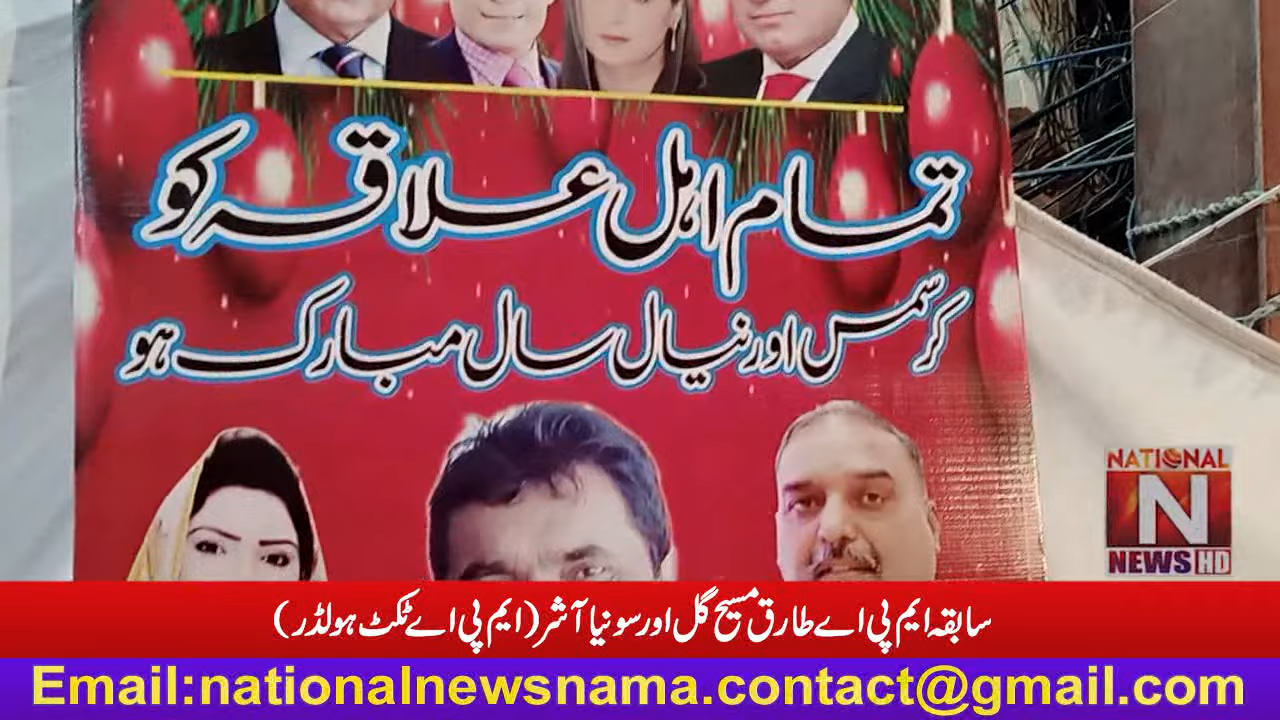 تمام اہل علاقہ کو
کرسمس اور نیال سال مبارک ہو
NATIONAL
N
NEWS HD
سابقہ ایم پی اے طارق مسیح گل اور سونیا آشر (ایم پی اے ٹکٹ ہولڈر)
Email:nationalnewsnama.contact@gmail.com